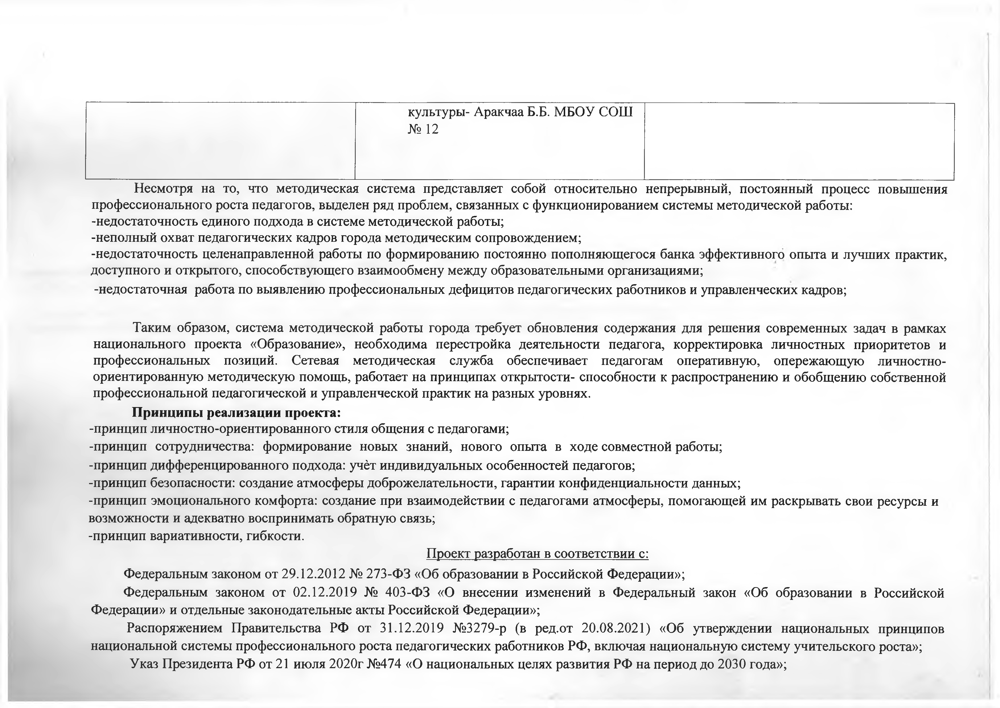 культуры- Аракчаа Б.Б. МБОУ СОШ
№ 12
Несмотря на то, что методическая система представляет собой относительно непрерывный, постоянный процесс повышения
профессионального роста педагогов, выделен ряд проблем, связанных с функционированием системы методической работы:
-недостаточность единого подхода в системе методической работы;
-неполный охват педагогических кадров города методическим сопровождением;
-недостаточность целенаправленной работы по формированию постоянно пополняющегося банка эффективного опыта и лучших практик,
доступного и открытого, способствующего взаимообмену между образовательными организациями;
-недостаточная работа по выявлению профессиональных дефицитов педагогических работников и управленческих кадров;
Таким образом, система методической работы города требует обновления содержания для решения современных задач в рамках
национального проекта «Образование», необходима перестройка деятельности педагога, корректировка личностных приоритетов и
профессиональных позиций. Сетевая методическая служба обеспечивает педагогам оперативную, опережающую личностно-
ориентированную методическую помощь, работает на принципах открытости- способности к распространению и обобщению собственной
профессиональной педагогической и управленческой практик на разных уровнях.
Принципы реализации проекта:
-принцип личностно-ориентированного стиля общения с педагогами;
-принцип сотрудничества: формирование новых знаний, нового опыта в ходе совместной работы;
-принцип дифференцированного подхода: учѐт индивидуальных особенностей педагогов;
-принцип безопасности: создание атмосферы доброжелательности, гарантии конфиденциальности данных;
-принцип эмоционального комфорта: создание при взаимодействии с педагогами атмосферы, помогающей им раскрывать свои ресурсы и
возможности и адекватно воспринимать обратную связь;
-принцип вариативности, гибкости.
Проект разработан в соответствии с:
Федеральным законом от 29.12.2012 № 273-ФЗ «Об образовании в Российской Федерации»;
Федеральным законом от 02.12.2019 № 403-ФЗ «О внесении изменений в Федеральный закон «Об образовании в Российской
Федерации» и отдельные законодательные акты Российской Федерации»;
Распоряжением Правительства РФ от 31.12.2019 №3279-р (в ред.от 20.08.2021) «Об утверждении национальных принципов
национальной системы профессионального роста педагогических работников РФ, включая национальную систему учительского роста»;
Указ Президента РФ от 21 июля 2020г №474 «О национальных целях развития РФ на период до 2030 года»;